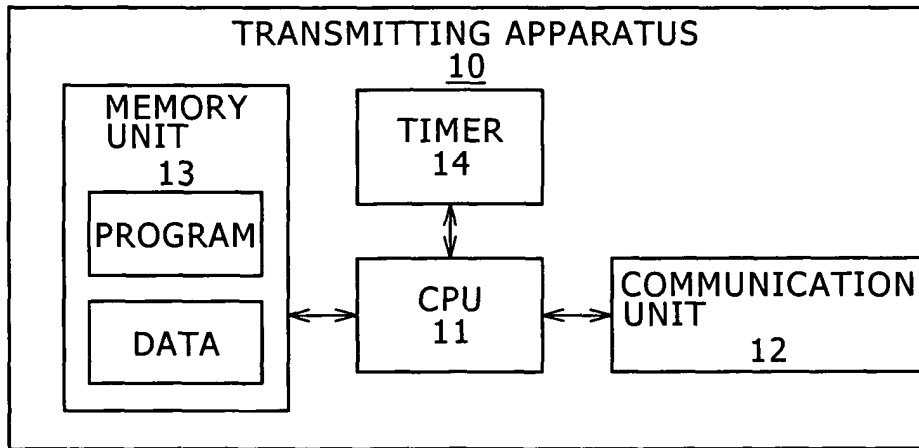 TRANSMITTING APPARATUS
10
MEMORY
UNIT
13
PROGRAM
DATA
TIMER
14
CPU
11
COMMUNICATION
UNIT
12